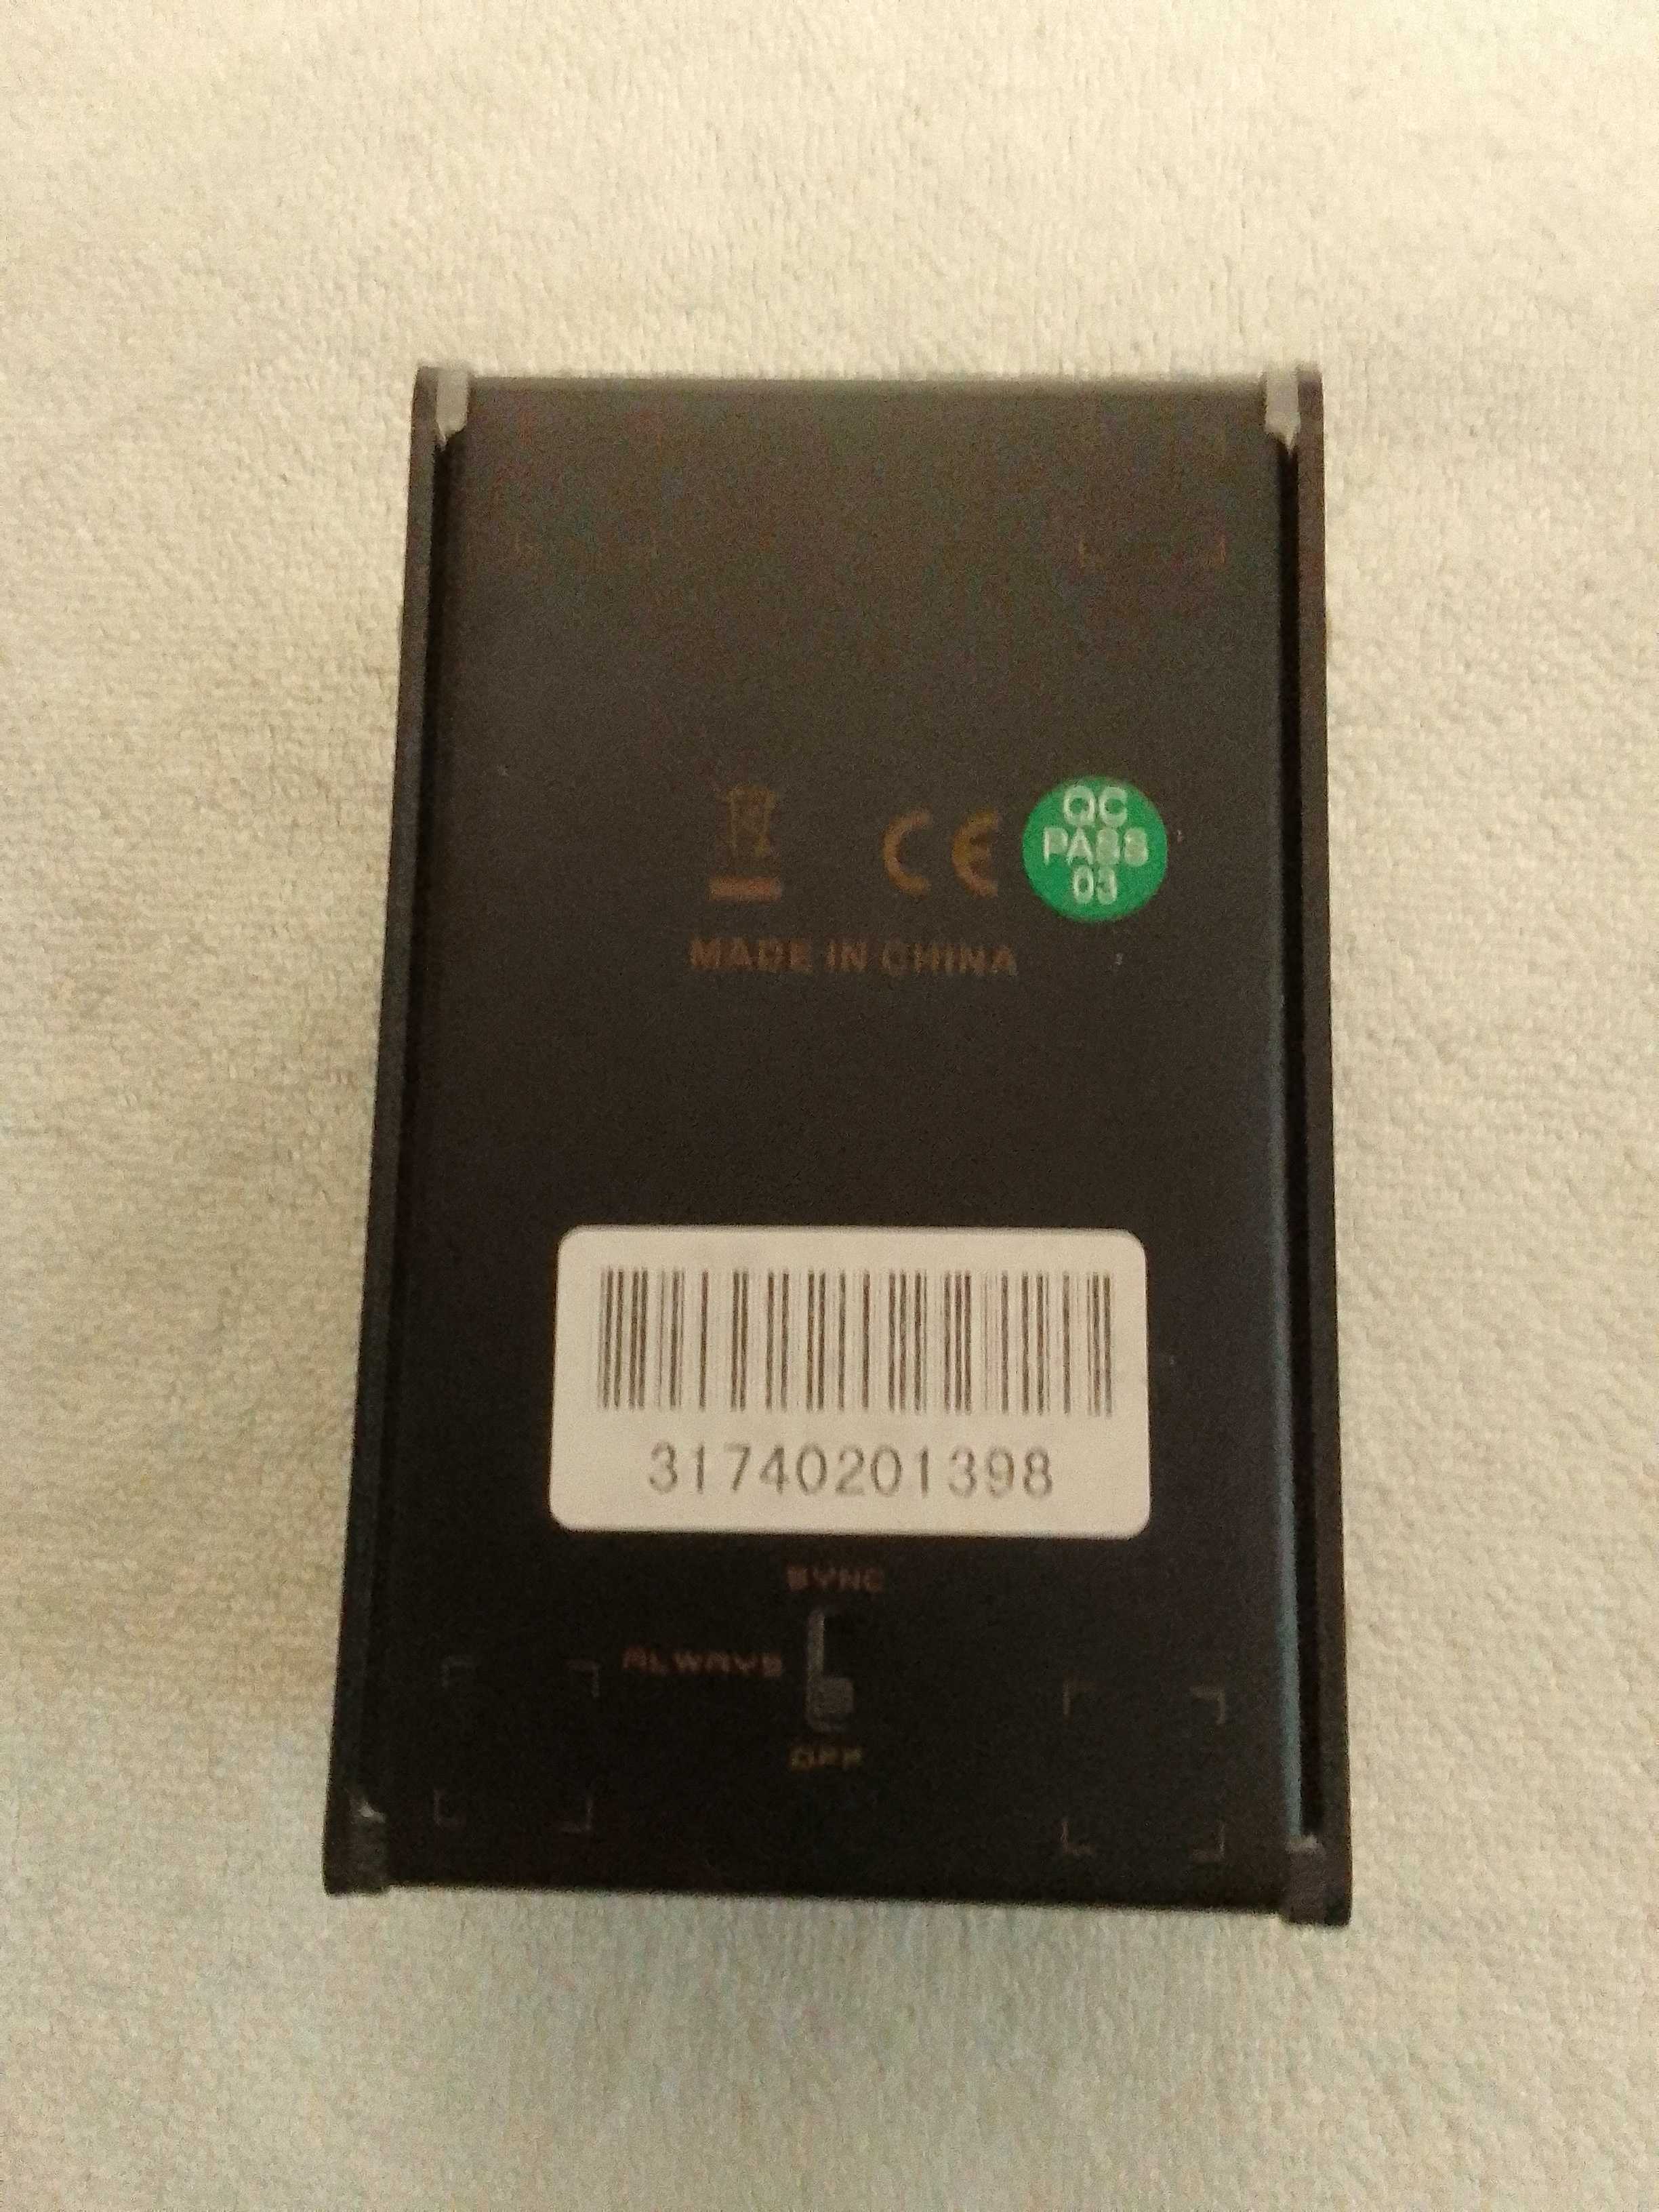 QC
PASS
03
CE
MADE IN CHINA
31740201398
SYNC
ALWAYS
OFF